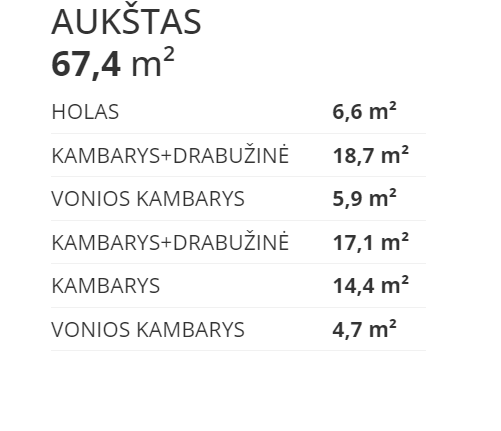 AUKŠTAS
67,4 m²
HOLAS 6,6 m²
KAMBARYS+DRABUŽINĖ 18,7 m²
VONIOS KAMBARYS 5,9 m²
KAMBARYS+DRABUŽINĖ 17,1 m²
KAMBARYS 14,4 m²
VONIOS KAMBARYS 4,7 m²